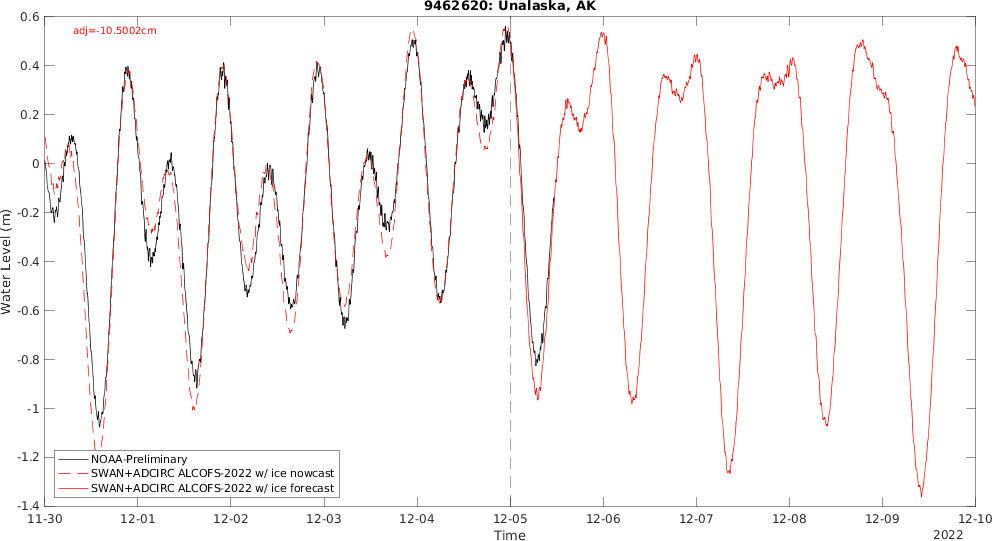 9462620: Unalaska, AK
adj=-10.5002cm
0.6
0.4
0.2
0
-0.2
-0.4
-0.6
-0.8
-1
-1.2
-1.4
Water Level (m)
NOAA-Preliminary
SWAN+ADCIRC ALCOFS-2022 w/ ice nowcast
SWAN+ADCIRC ALCOFS-2022 w/ ice forecast
11-30 12-01 12-02 12-03 12-04 12-05 12-06 12-07 12-08 12-09 12-10
Time
2022